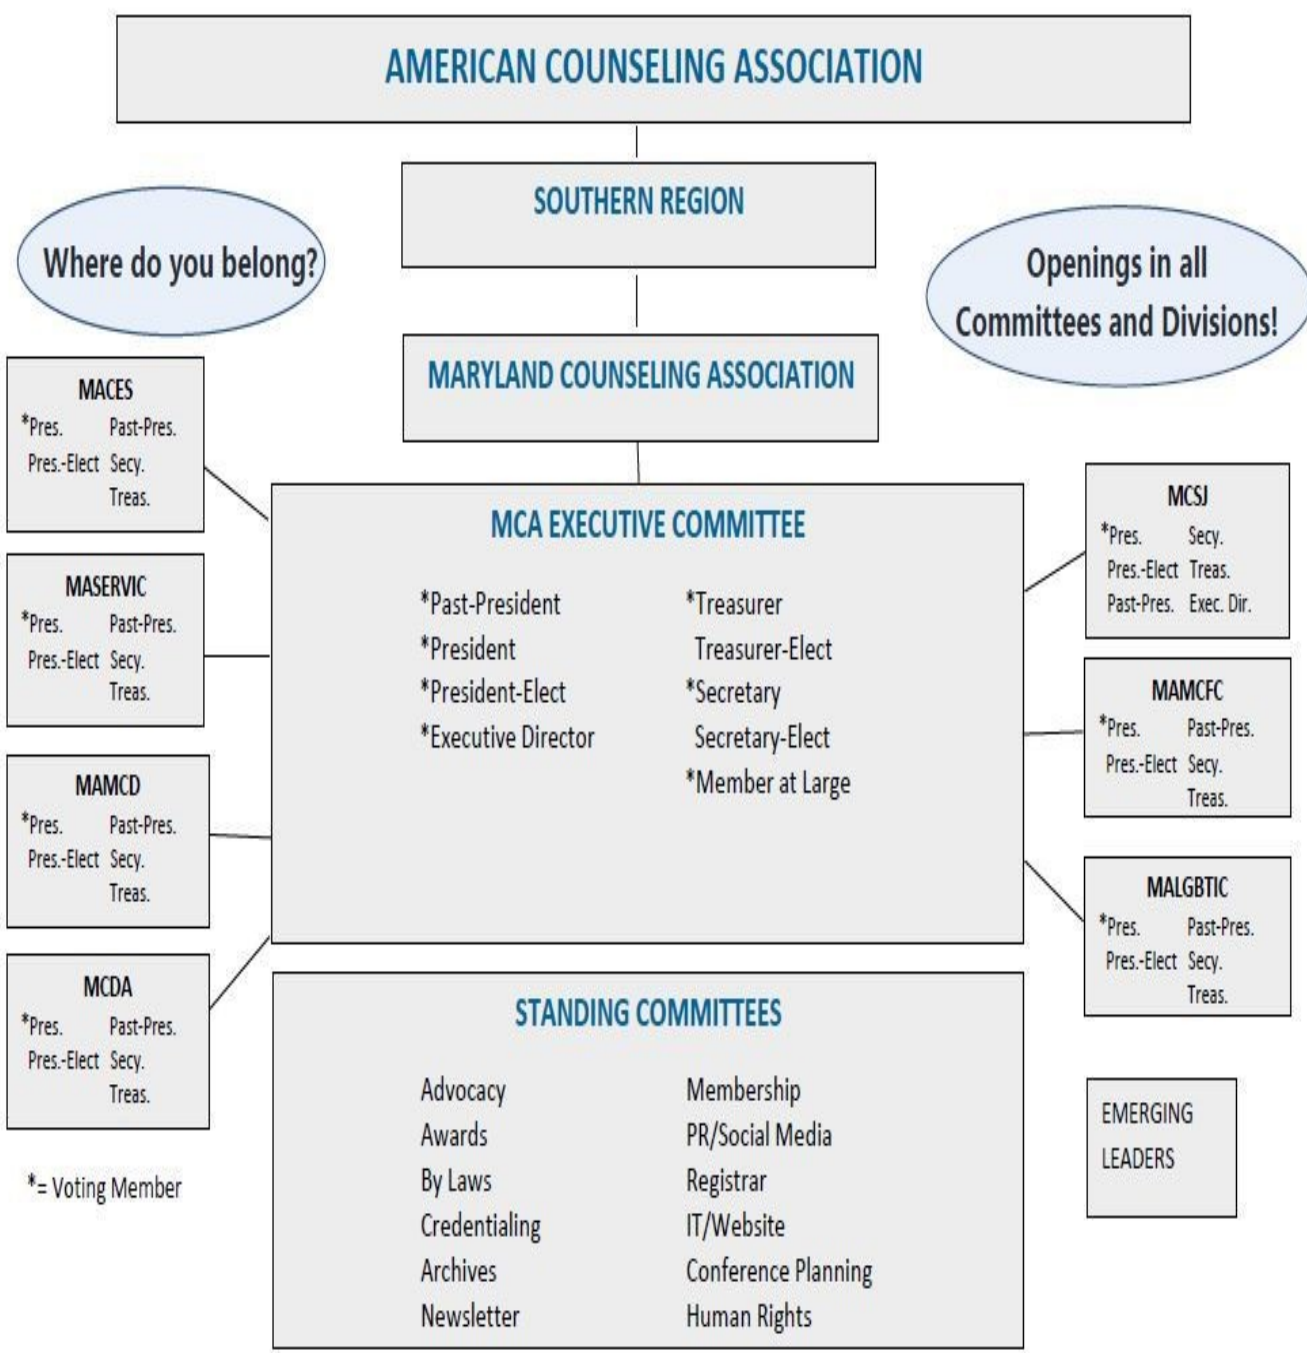 AMERICAN COUNSELING ASSOCIATION
SOUTHERN REGION
Where do you belong?
Openings in all
Committees and Divisions!
MARYLAND COUNSELING ASSOCIATION
MACES
*Pres. Past-Pres.
Pres.-Elect Secy.
Treas.
MASERVIC
*Pres. Past-Pres.
Pres.-Elect Secy.
Treas.
MAMCD
*Pres. Past-Pres.
Pres.-Elect Secy.
Treas.
MCDA
*Pres. Past-Pres.
Pres.-Elect Secy.
Treas.
*= Voting Member
MCA EXECUTIVE COMMITTEE
*Past-President *Treasurer
*President Treasurer-Elect
*President-Elect *Secretary
*Executive Director Secretary-Elect
*Member at Large
STANDING COMMITTEES
Advocacy Membership
Awards PR/Social Media
By Laws Registrar
Credentialing IT/Website
Archives Conference Planning
Newsletter Human Rights
MCSJ
*Pres. Secy.
Pres.-Elect Treas.
Past-Pres. Exec. Dir.
MAMCFC
*Pres. Past-Pres.
Pres.-Elect Secy.
Treas.
MALGBTIC
*Pres. Past-Pres.
Pres.-Elect Secy.
Treas.
EMERGING
LEADERS